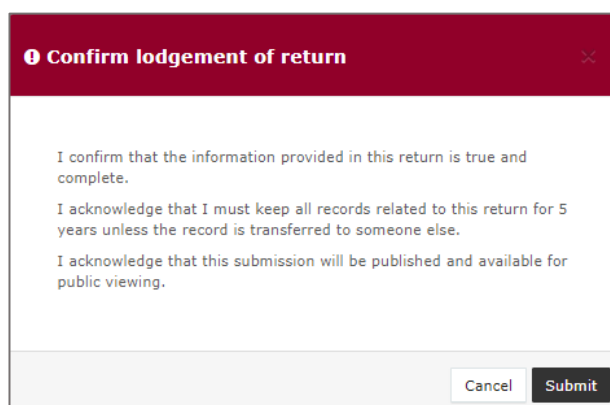 Confirm lodgement of return
I confirm that the information provided in this return is true and
complete.
I acknowledge that I must keep all records related to this return for 5
years unless the record is transferred to someone else.
I acknowledge that this submission will be published and available for
public viewing.
Cancel Submit